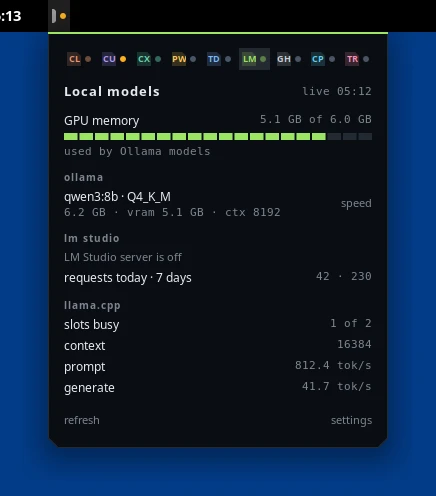 :13
CL CU CX PW TD LM GH CP TR
Local models live 05:12
GPU memory 5.1 GB of 6.0 GB
used by Ollama models
ollama
qwen3:8b · Q4_K_M
6.2 GB · vram 5.1 GB · ctx 8192 speed
lm studio
LM Studio server is off
requests today · 7 days 42 · 230
llama.cpp
slots busy 1 of 2
context 16384
prompt 812.4 tok/s
generate 41.7 tok/s
refresh settings